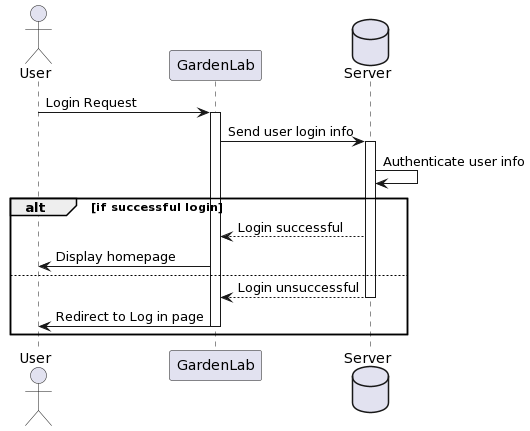 User
GardenLab
Server
Login Request
Send user login info
Authenticate user info
alt
[if successful login]
Login successful
Display homepage
Login unsuccessful
Redirect to Log in page
User
GardenLab
Server